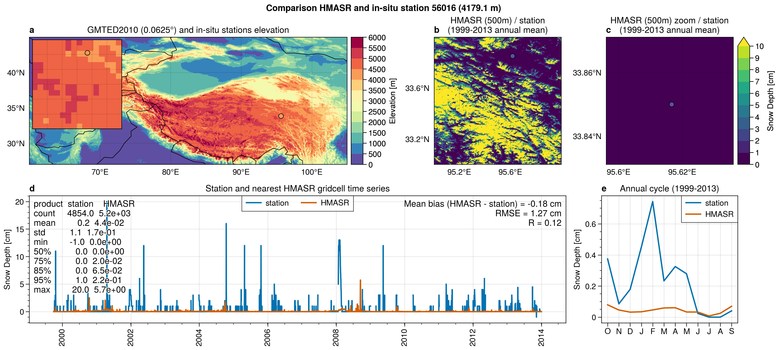 Comparison HMASR and in-situ station 56016 (4179.1 m)
a
GMTED2010 (0.0625°) and in-situ stations elevation
40°N
35°N
30°N
70°E
80°E
90°E
100°E
6000
5500
5000
4500
4000
3500
3000
2500
2000
1500
1000
500
0
Elevation [m]
b
HMASR (500m) / station
(1999-2013 annual mean)
33.6°N
33.2°N
95.2°E
95.6°E
c
HMASR (500m) zoom / station
(1999-2013 annual mean)
33.86°N
33.84°N
95.6°E
95.62°E
10
9
8
7
6
5
4
3
2
1
0
Snow Depth [cm]
d
Station and nearest HMASR gridcell time series
product station HMASR
count 4854.0 5.2e+03
mean 0.2 4.4e-02
std 1.1 1.7e-01
min -1.0 0.0e+00
50% 0.0 0.0e+00
75% 0.0 2.0e-02
85% 0.0 6.5e-02
95% 1.0 2.2e-01
max 20.0 5.7e+00
station
HMASR
Mean bias (HMASR - station) = -0.18 cm
RMSE = 1.27 cm
R = 0.12
20
15
10
5
0
Snow Depth [cm]
2000
2002
2004
2006
2008
2010
2012
2014
e
Annual cycle (1999-2013)
station
HMASR
0.6
0.4
0.2
0
Snow Depth [cm]
O N D J F M A M J J A S